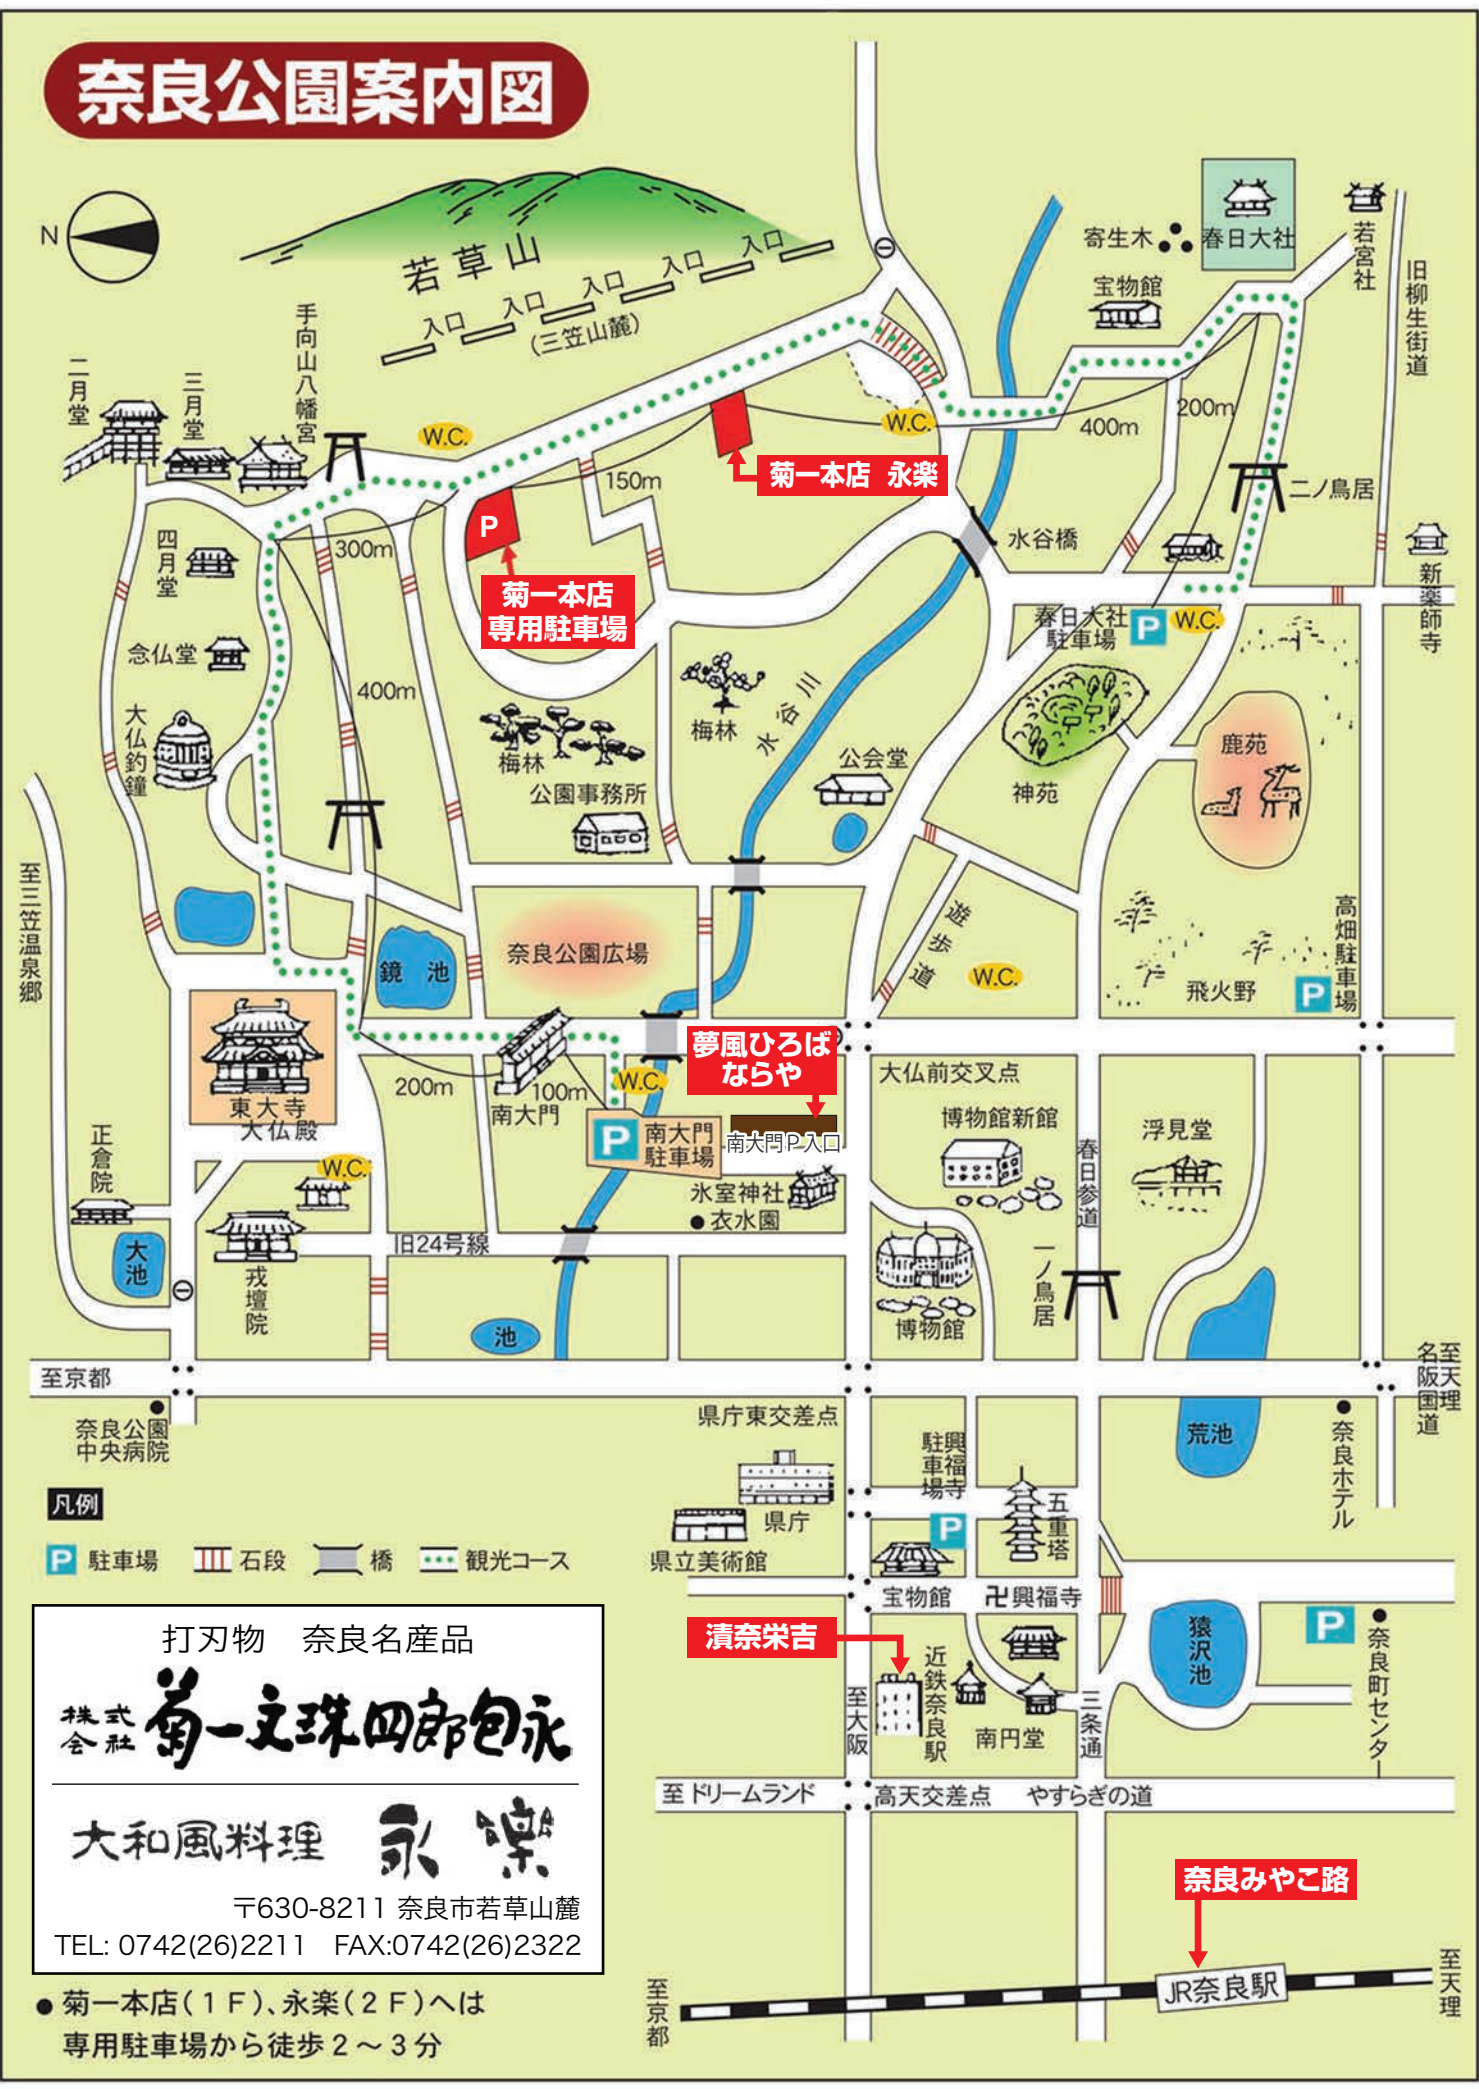 奈良公園案内図
N
若草山
入口
入口
入口
入口
入口
(三笠山麓)
寄生木
春日大社
若宮社
宝物館
旧柳生街道
手向山八幡宮
二月堂
三月堂
W.C.
W.C.
400m
200m
菊一本店 永楽
150m
P
300m
菊一本店
専用駐車場
二ノ鳥居
水谷橋
新薬師寺
四月堂
春日大社
駐車場
P
W.C.
念仏堂
400m
大仏釣鐘
梅林
梅林
水谷川
公会堂
公園事務所
神苑
鹿苑
至三笠温泉郷
鏡 池
奈良公園広場
遊歩道
W.C.
飛火野
高畑駐車場
P
東大寺
大仏殿
200m
南大門
100m
W.C.
夢風ひろば
ならや
大仏前交叉点
P
南大門
駐車場
南大門P入口
博物館新館
春日参道
浮見堂
正倉院
W.C.
氷室神社
衣水園
大池
戎壇院
旧24号線
池
博物館
一ノ鳥居
至京都
名阪国道
至天理
奈良公園
中央病院
県庁東交差点
荒池
奈良ホテル
興福寺
駐車場
P
五重塔
県庁
県立美術館
宝物館
卍興福寺
凡例
P 駐車場 石段 橋 観光コース
漬奈栄吉
近鉄奈良駅
至大阪
南円堂
三条通
猿沢池
P
奈良町センター
至ドリームランド
高天交差点
やすらぎの道
打刃物 奈良名産品
株式
会社
菊一文珠四郎包永
大和風料理 永楽
〒630-8211 奈良市若草山麓
TEL: 0742(26)2211 FAX:0742(26)2322
●菊一本店(1F)、永楽(2F)へは
専用駐車場から徒歩2〜3分
奈良みやこ路
JR奈良駅
至京都
至天理